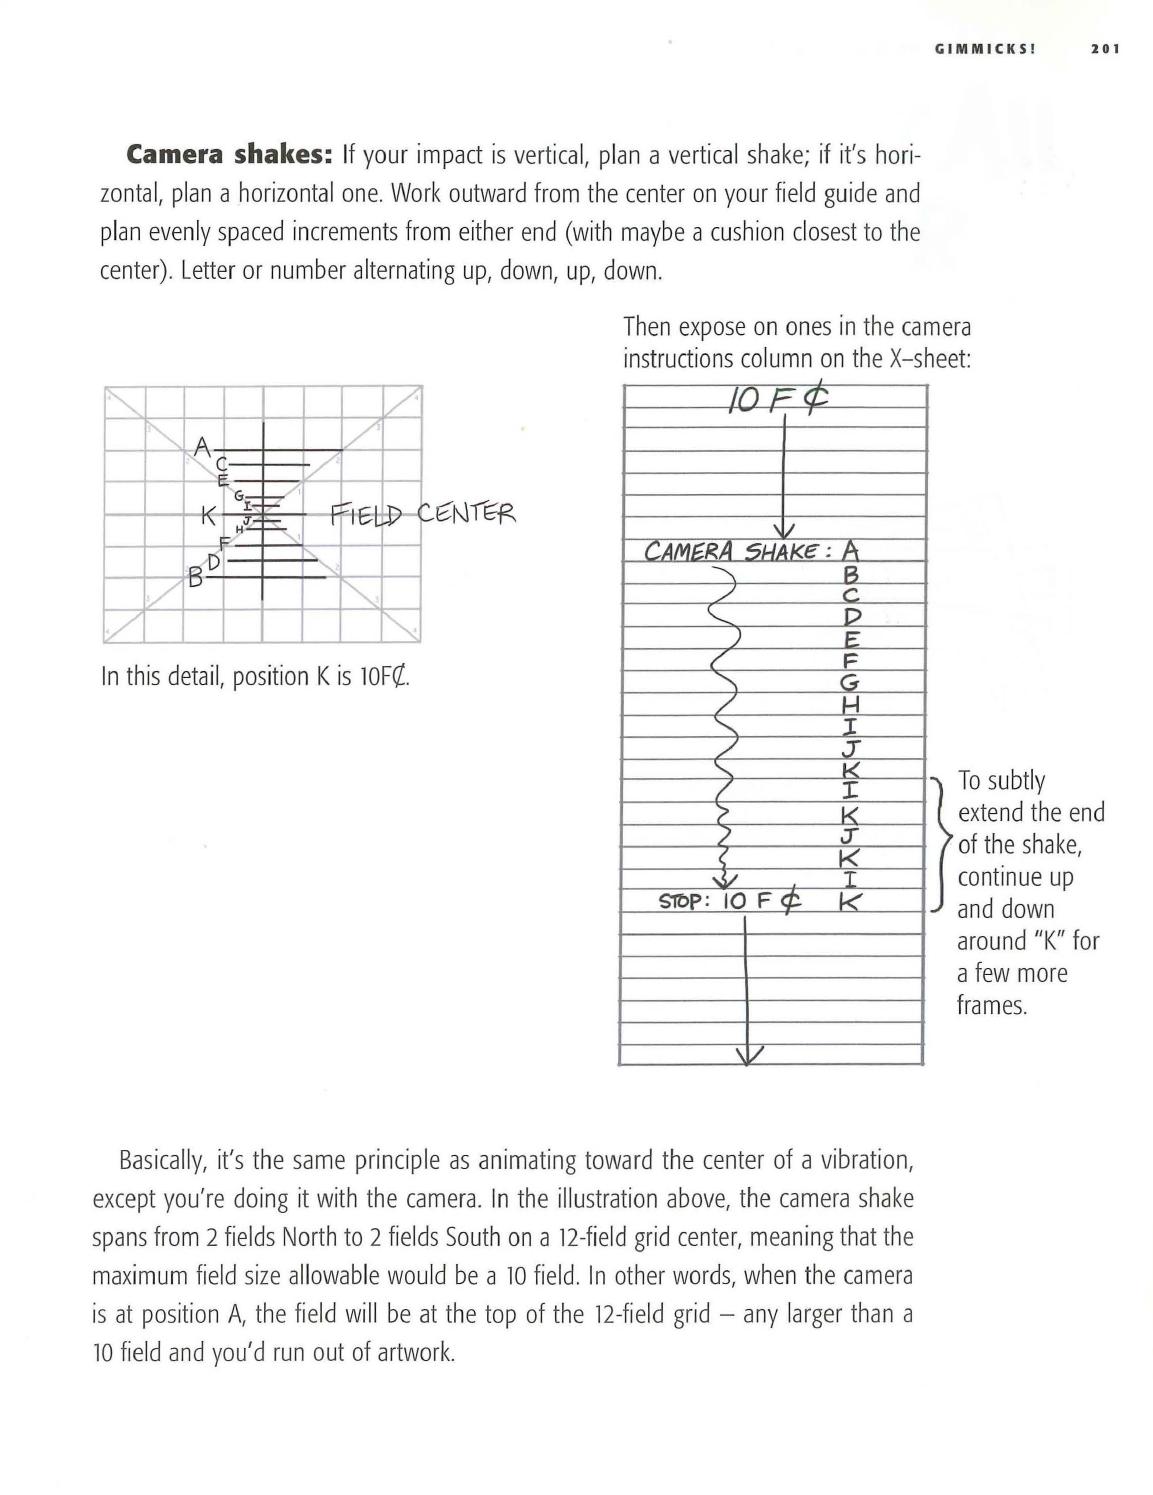 GIMMICKS! 201
Camera shakes: If your impact is vertical, plan a vertical shake; if it's hori-
zontal, plan a horizontal one. Work outward from the center on your field guide and
plan evenly spaced increments from either end (with maybe a cushion closest to the
center). Letter or number alternating up, down, up, down.
A
C
E
G
I
K
J
H
F
D
B
FIELD CENTER
In this detail, position K is 10F₵.
Then expose on ones in the camera
instructions column on the X–sheet:
10 F ₵
CAMERA SHAKE: A
B
C
D
E
F
G
H
I
J
K
I
K
J
K
I
STOP: 10 F ₵ K
To subtly
extend the end
of the shake,
continue up
and down
around "K" for
a few more
frames.
Basically, it's the same principle as animating toward the center of a vibration,
except you're doing it with the camera. In the illustration above, the camera shake
spans from 2 fields North to 2 fields South on a 12-field grid center, meaning that the
maximum field size allowable would be a 10 field. In other words, when the camera
is at position A, the field will be at the top of the 12-field grid – any larger than a
10 field and you'd run out of artwork.